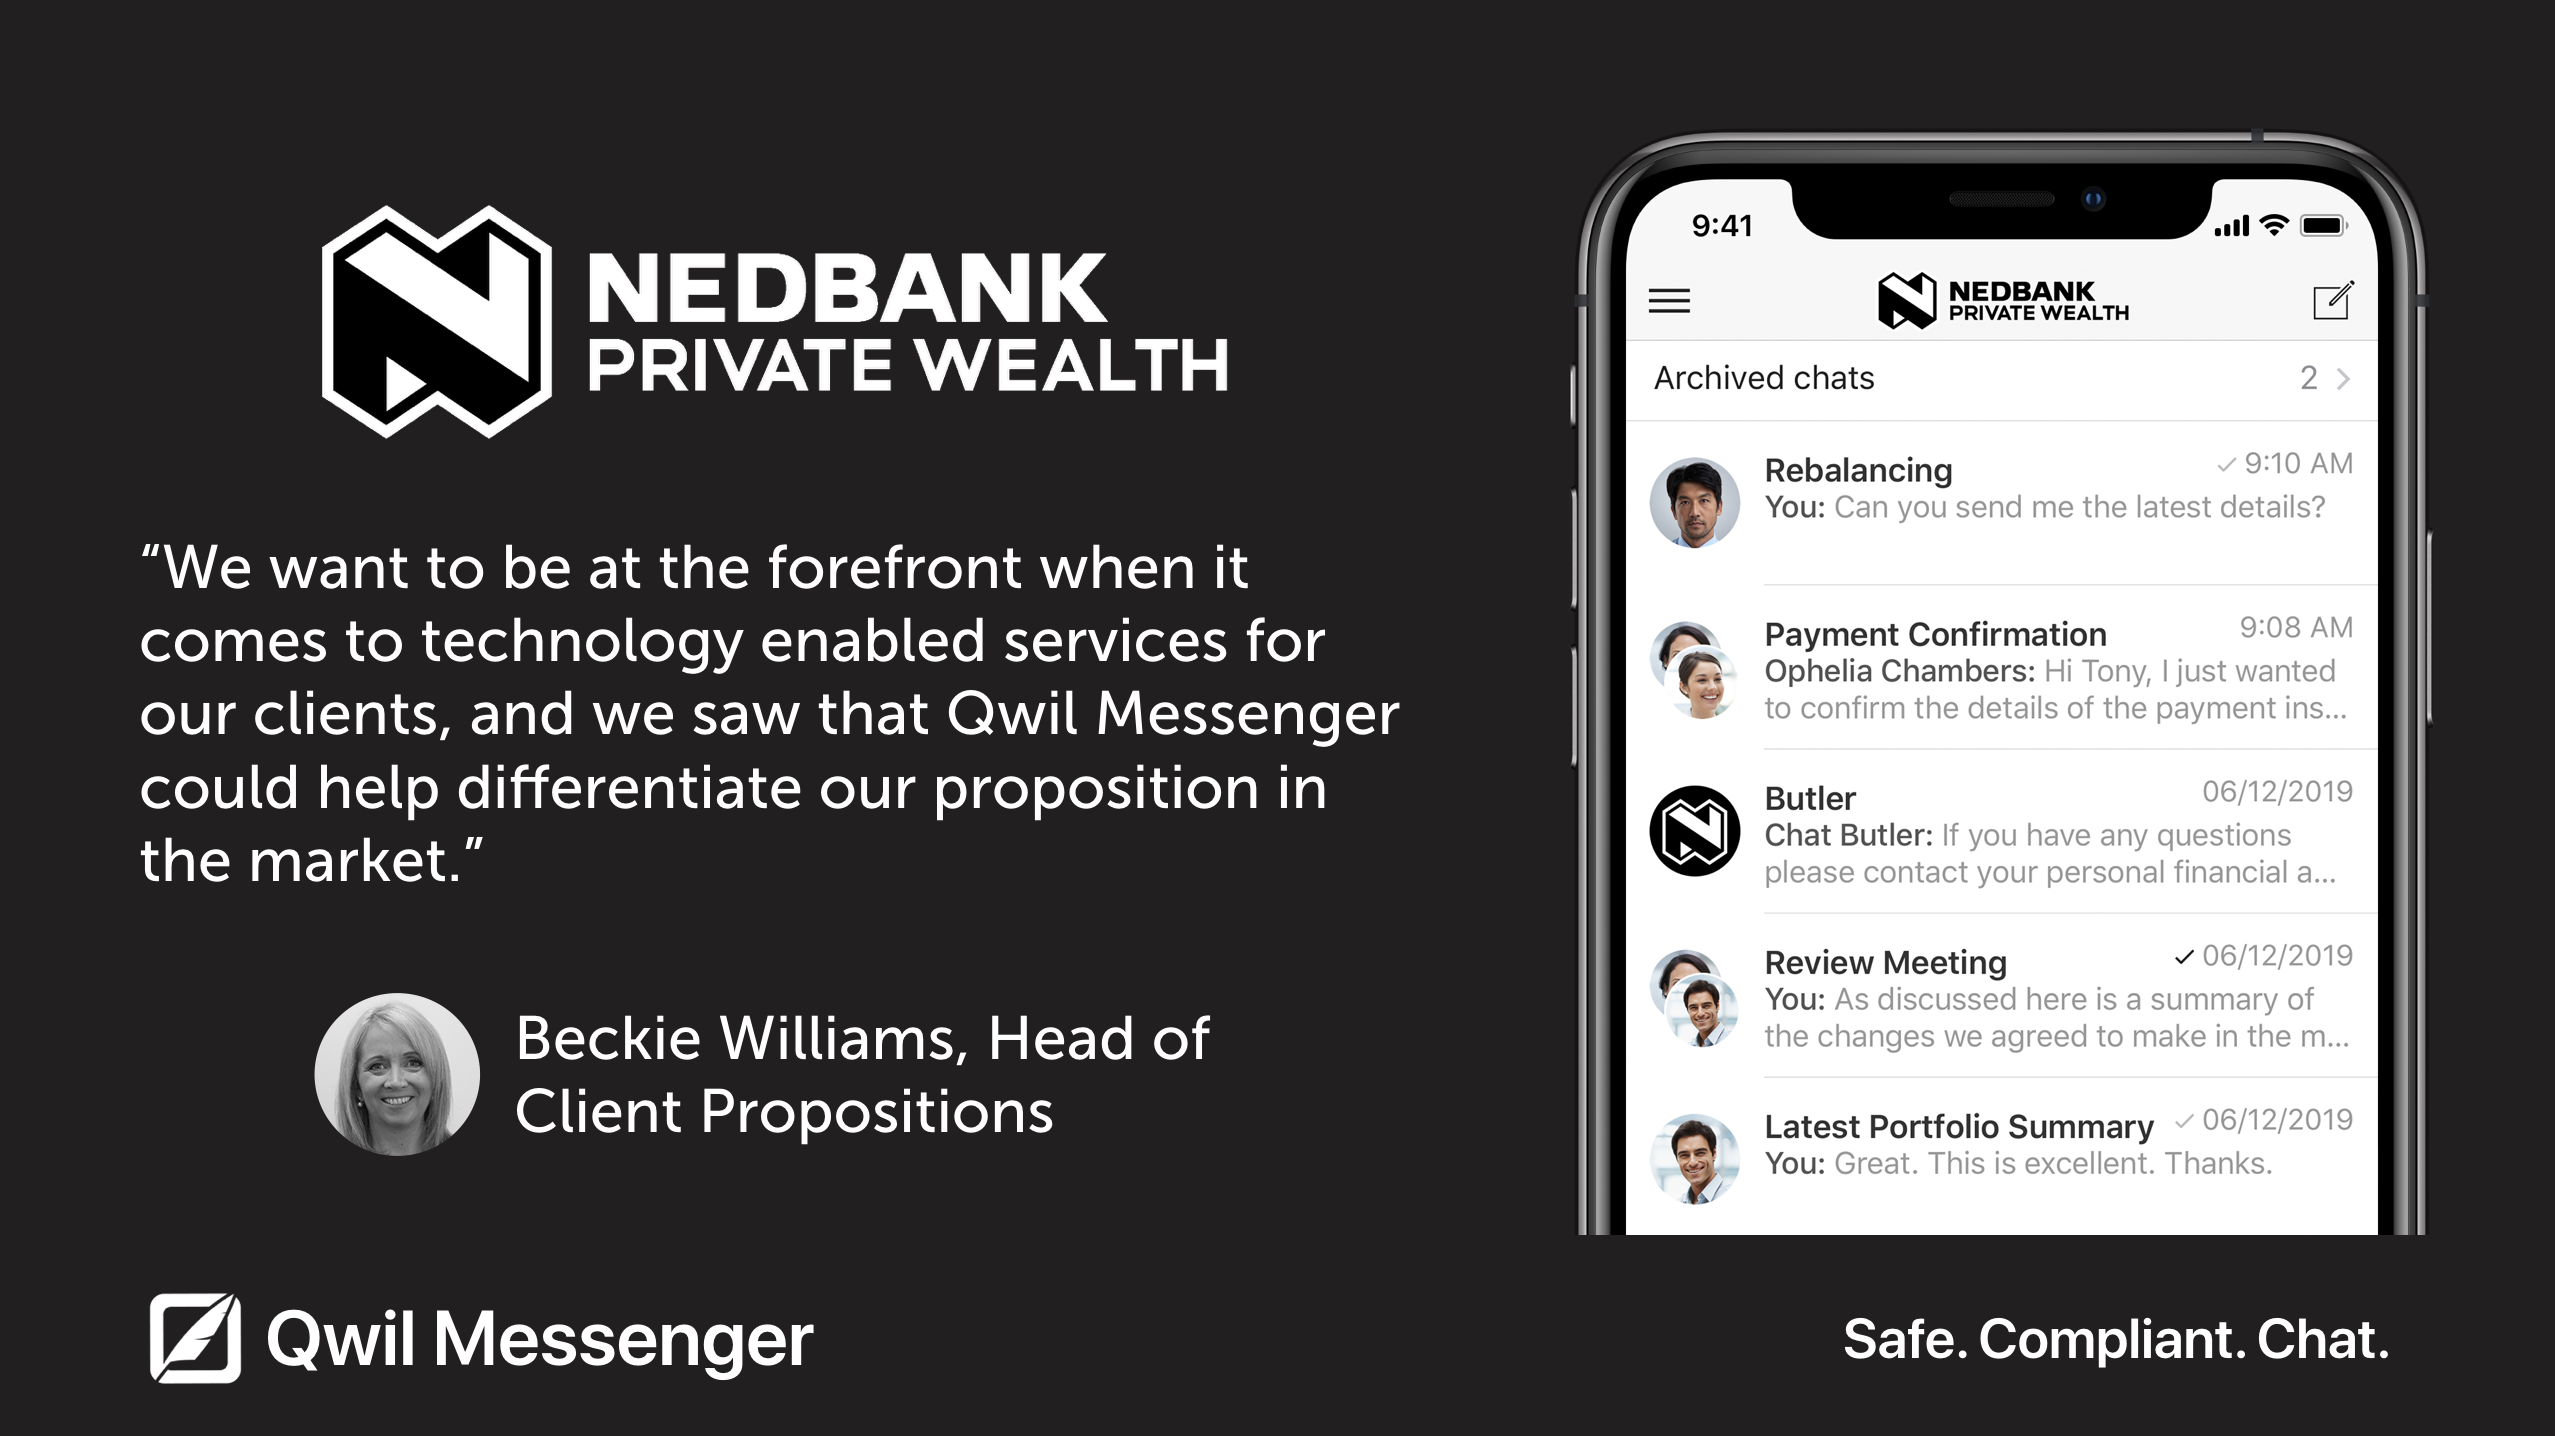 NEDBANK
PRIVATE WEALTH
“We want to be at the forefront when it
comes to technology enabled services for
our clients, and we saw that Qwil Messenger
could help differentiate our proposition in
the market.”
Beckie Williams, Head of
Client Propositions
Qwil Messenger
9:41
NEDBANK
PRIVATE WEALTH
Archived chats 2
Rebalancing 9:10 AM
You: Can you send me the latest details?
Payment Confirmation 9:08 AM
Ophelia Chambers: Hi Tony, I just wanted
to confirm the details of the payment ins...
Butler 06/12/2019
Chat Butler: If you have any questions
please contact your personal financial a...
Review Meeting 06/12/2019
You: As discussed here is a summary of
the changes we agreed to make in the m...
Latest Portfolio Summary 06/12/2019
You: Great. This is excellent. Thanks.
Safe. Compliant. Chat.